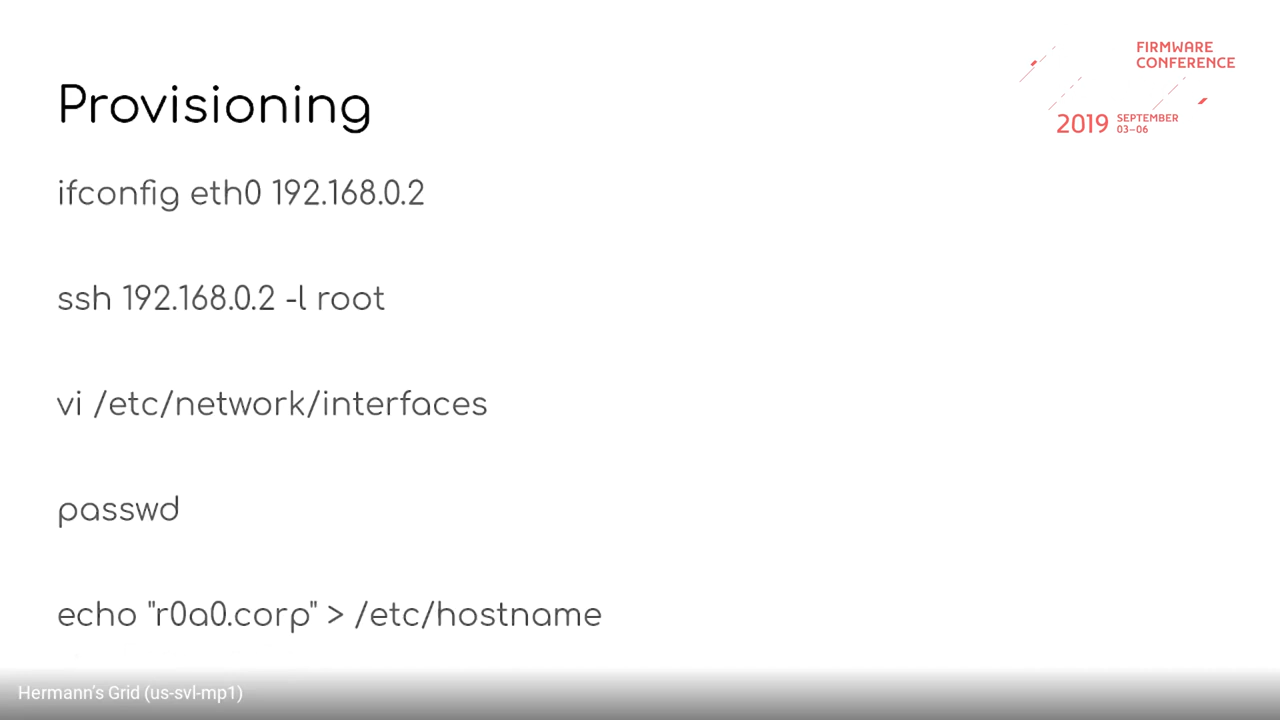 FIRMWARE
CONFERENCE
2019 SEPTEMBER
03–06
Provisioning
ifconfig eth0 192.168.0.2
ssh 192.168.0.2 -l root
vi /etc/network/interfaces
passwd
echo "r0a0.corp" > /etc/hostname
Hermann's Grid (us-svl-mp1)